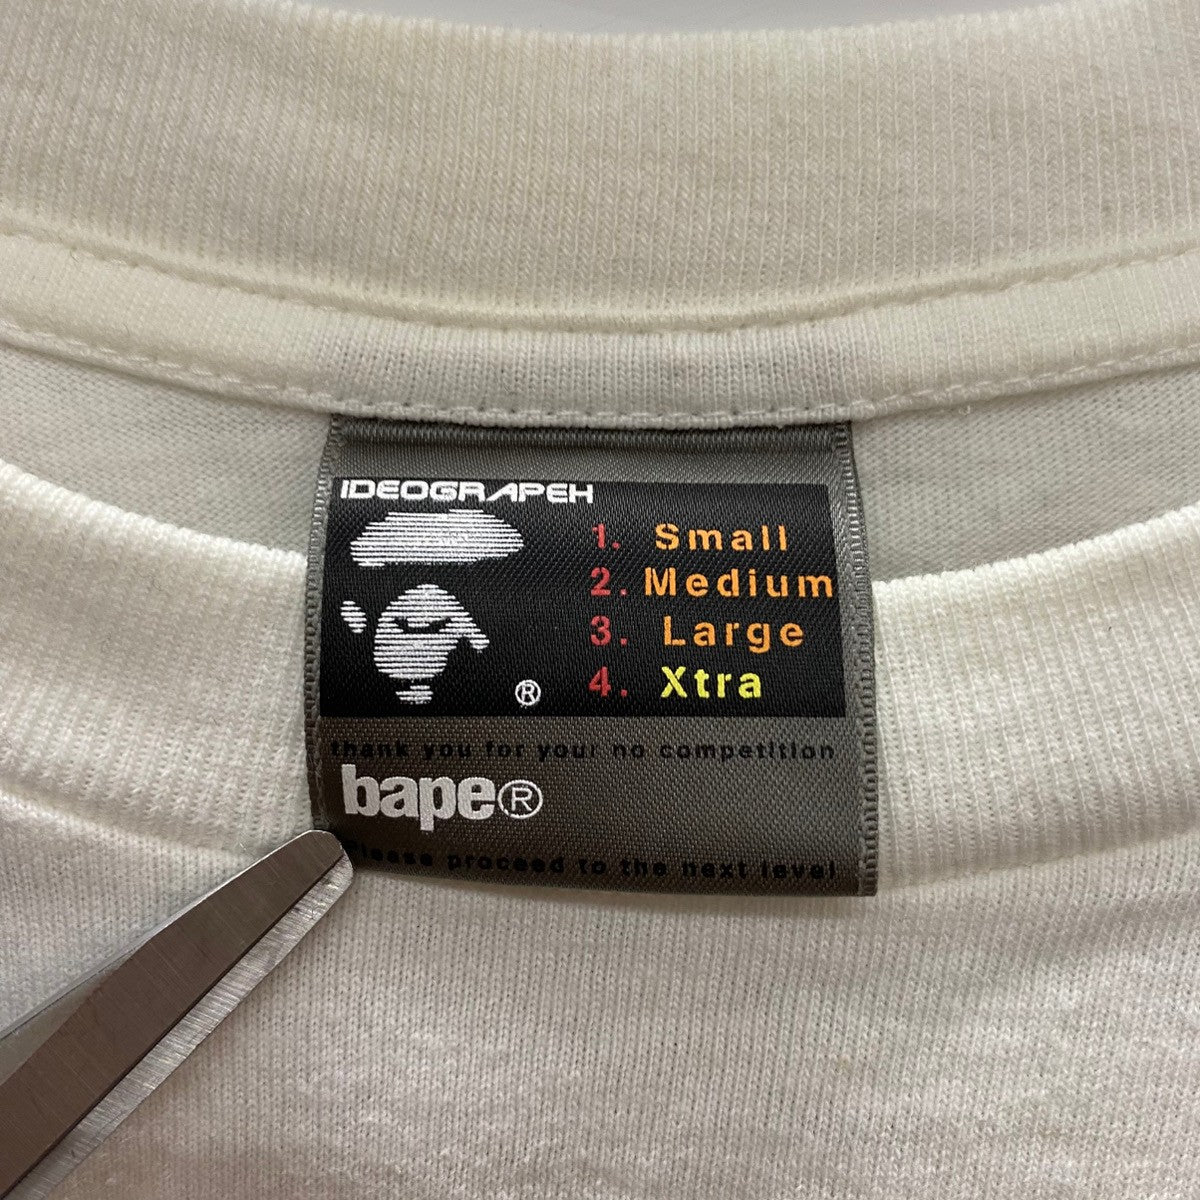 IDEOGRAPEH
1. Small
2. Medium
3. Large
4. Xtra
®
thank you for your no competition
bape®
Please proceed to the next level